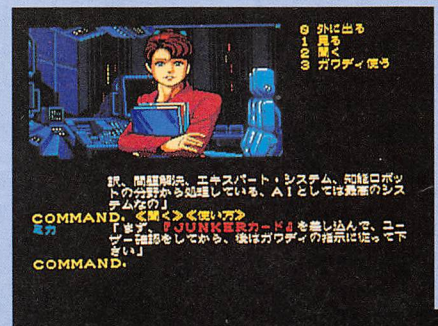 0 外に出る
1 見る
2 聞く
3 ガウディ使う
訳、問題解決、エキスパート・システム、知能ロボッ
トの分野から処理している、AIとしては最高のシス
テムなの」
COMMAND. 《聞く》《使い方》
ミカ 「まず、『JUNKERカード』を差し込んで、ユー
ザー確認をしてから、後はガウディの指示に従って下
さい」
COMMAND.